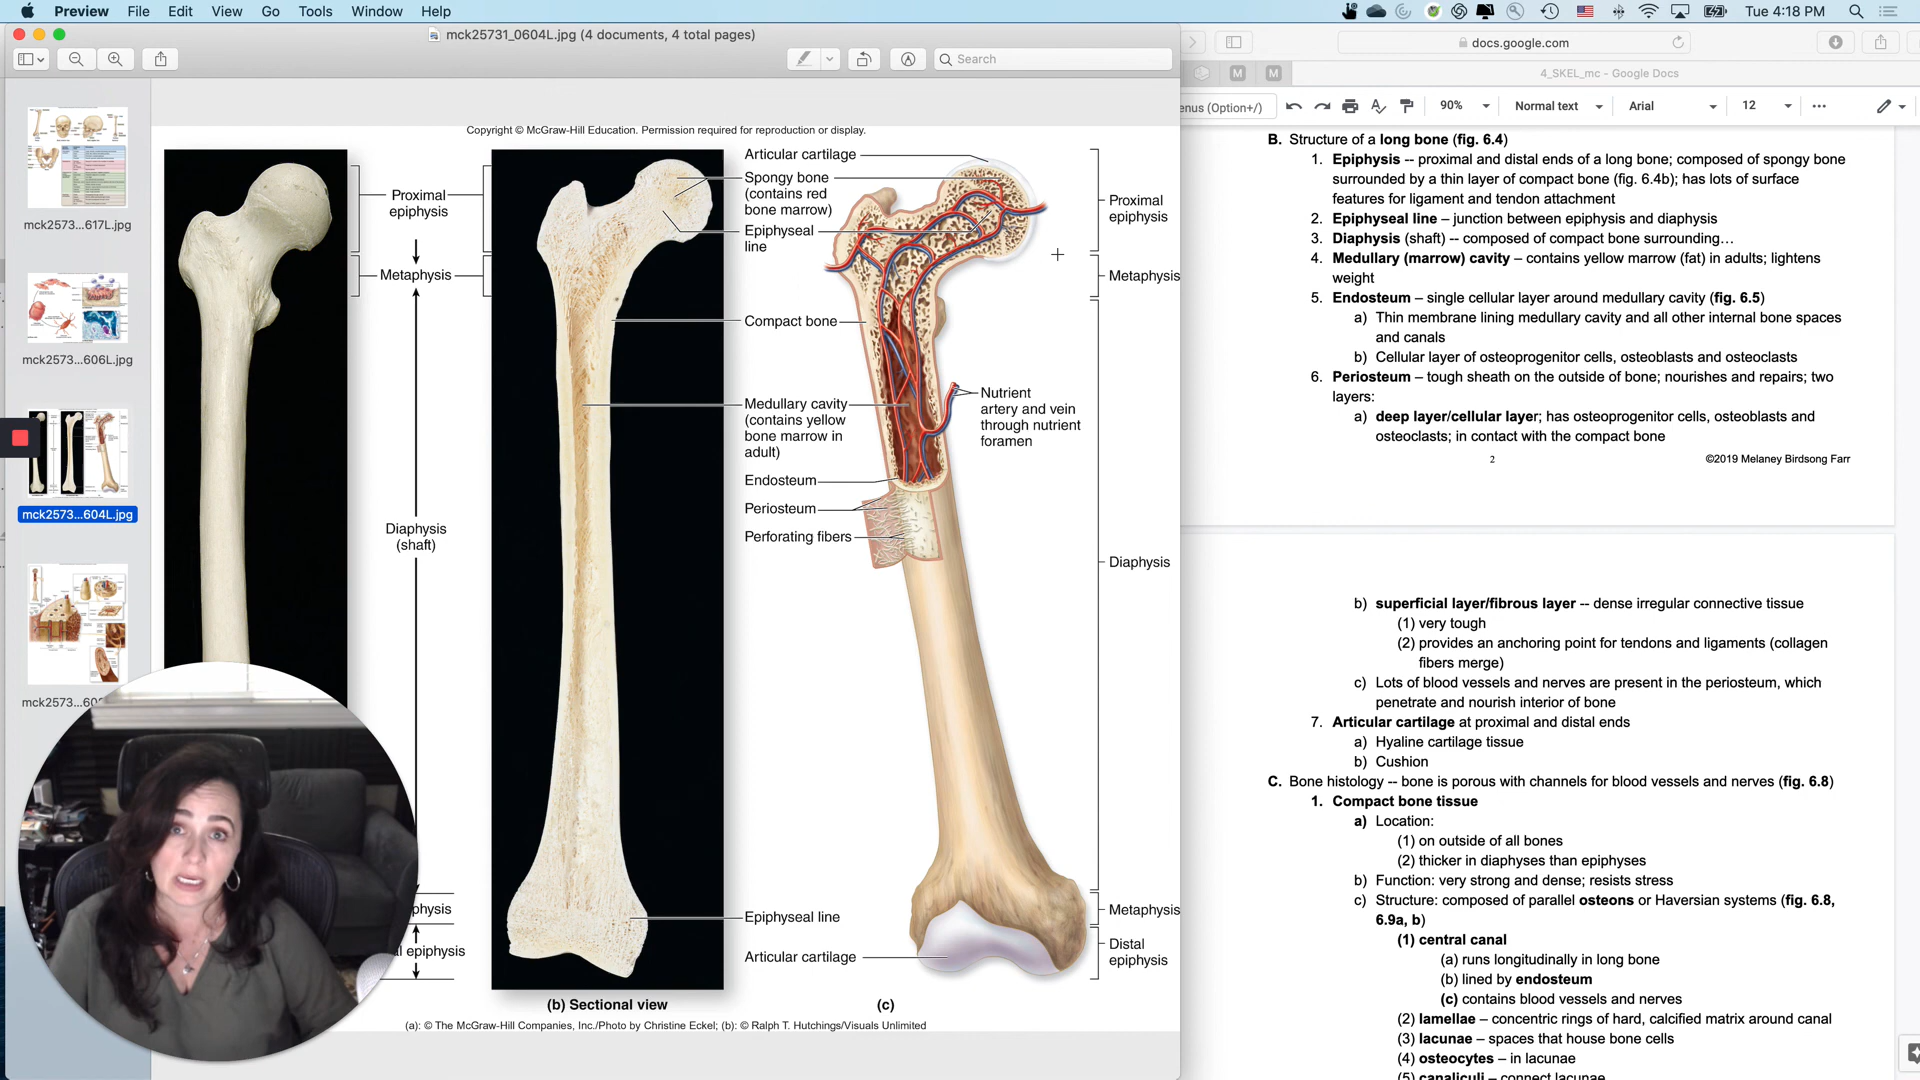 Preview File Edit View Go Tools Window Help
Tue 4:18 PM
mck25731_0604L.jpg (4 documents, 4 total pages)
Search
docs.google.com
4_SKEL_mc - Google Docs
enus (Option+/)
90%
Normal text
Arial
12
mck2573...617L.jpg
mck2573...606L.jpg
mck2573...604L.jpg
Copyright © McGraw-Hill Education. Permission required for reproduction or display.
Proximal
epiphysis
Metaphysis
Diaphysis
(shaft)
Articular cartilage
Spongy bone
(contains red
bone marrow)
Epiphyseal
line
Compact bone
Medullary cavity
(contains yellow
bone marrow in
adult)
Endosteum
Periosteum
Perforating fibers
Epiphyseal line
Articular cartilage
Nutrient
artery and vein
through nutrient
foramen
Proximal
epiphysis
Metaphysis
Diaphysis
Metaphysis
Distal
epiphysis
(b) Sectional view
(c)
(a): © The McGraw-Hill Companies, Inc./Photo by Christine Eckel; (b): © Ralph T. Hutchings/Visuals Unlimited
B. Structure of a long bone (fig. 6.4)
1. Epiphysis -- proximal and distal ends of a long bone; composed of spongy bone
surrounded by a thin layer of compact bone (fig. 6.4b); has lots of surface
features for ligament and tendon attachment
2. Epiphyseal line – junction between epiphysis and diaphysis
3. Diaphysis (shaft) -- composed of compact bone surrounding…
4. Medullary (marrow) cavity – contains yellow marrow (fat) in adults; lightens
weight
5. Endosteum – single cellular layer around medullary cavity (fig. 6.5)
a) Thin membrane lining medullary cavity and all other internal bone spaces
and canals
b) Cellular layer of osteoprogenitor cells, osteoblasts and osteoclasts
6. Periosteum – tough sheath on the outside of bone; nourishes and repairs; two
layers:
a) deep layer/cellular layer; has osteoprogenitor cells, osteoblasts and
osteoclasts; in contact with the compact bone
2
©2019 Melaney Birdsong Farr
b) superficial layer/fibrous layer -- dense irregular connective tissue
(1) very tough
(2) provides an anchoring point for tendons and ligaments (collagen
fibers merge)
c) Lots of blood vessels and nerves are present in the periosteum, which
penetrate and nourish interior of bone
7. Articular cartilage at proximal and distal ends
a) Hyaline cartilage tissue
b) Cushion
C. Bone histology -- bone is porous with channels for blood vessels and nerves (fig. 6.8)
1. Compact bone tissue
a) Location:
(1) on outside of all bones
(2) thicker in diaphyses than epiphyses
b) Function: very strong and dense; resists stress
c) Structure: composed of parallel osteons or Haversian systems (fig. 6.8,
6.9a, b)
(1) central canal
(a) runs longitudinally in long bone
(b) lined by endosteum
(c) contains blood vessels and nerves
(2) lamellae – concentric rings of hard, calcified matrix around canal
(3) lacunae – spaces that house bone cells
(4) osteocytes – in lacunae
(5) canaliculi – connect lacunae